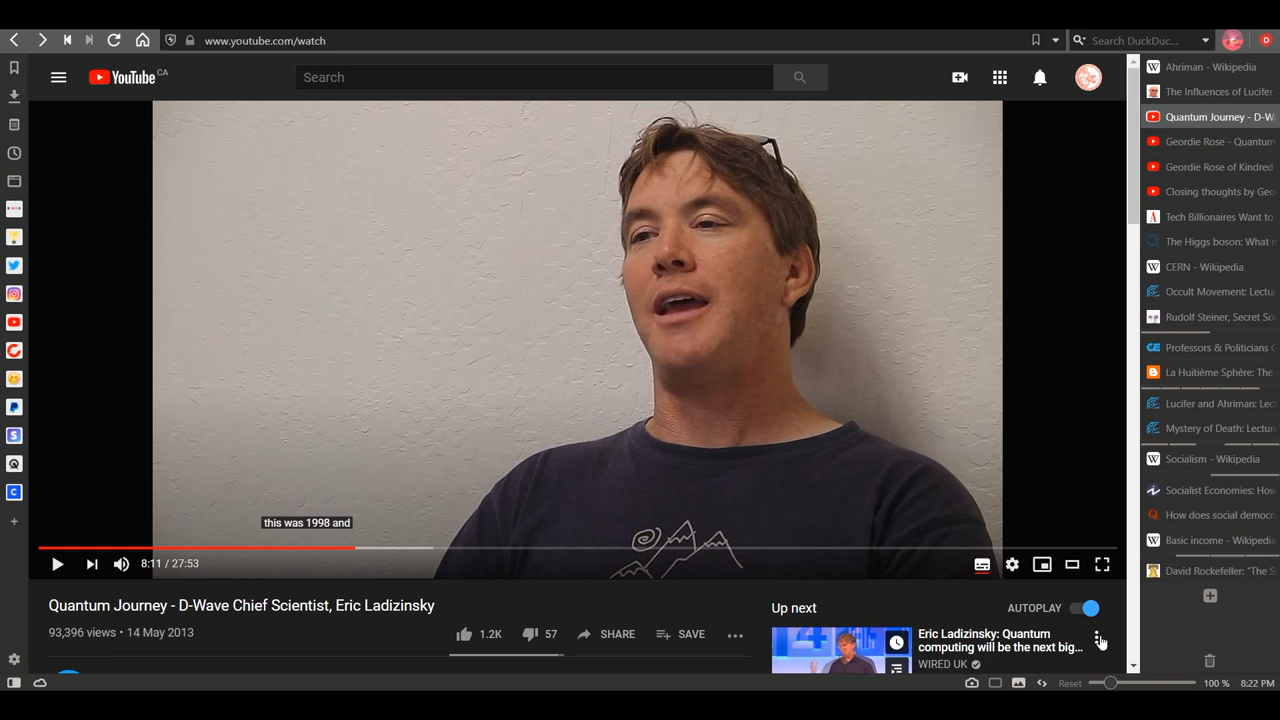 www.youtube.com/watch
Search DuckDuc...
D
YouTube CA
Search
this was 1998 and
8:11 / 27:53
Quantum Journey - D-Wave Chief Scientist, Eric Ladizinsky
93,396 views • 14 May 2013
1.2K
57
SHARE
SAVE
Up next
AUTOPLAY
Eric Ladizinsky: Quantum
computing will be the next big...
WIRED UK
Ahriman - Wikipedia
The Influences of Lucifer
Quantum Journey - D-W
Geordie Rose - Quantum
Geordie Rose of Kindred
Closing thoughts by Geo
Tech Billionaires Want to
The Higgs boson: What
CERN - Wikipedia
Occult Movement: Lectu
Rudolf Steiner, Secret So
Professors & Politicians
La Huitième Sphère: The
Lucifer and Ahriman: Lec
Mystery of Death: Lectur
Socialism - Wikipedia
Socialist Economies: How
How does social democr
Basic income - Wikipedia
David Rockefeller: "The S
Reset
100 %
8:22 PM